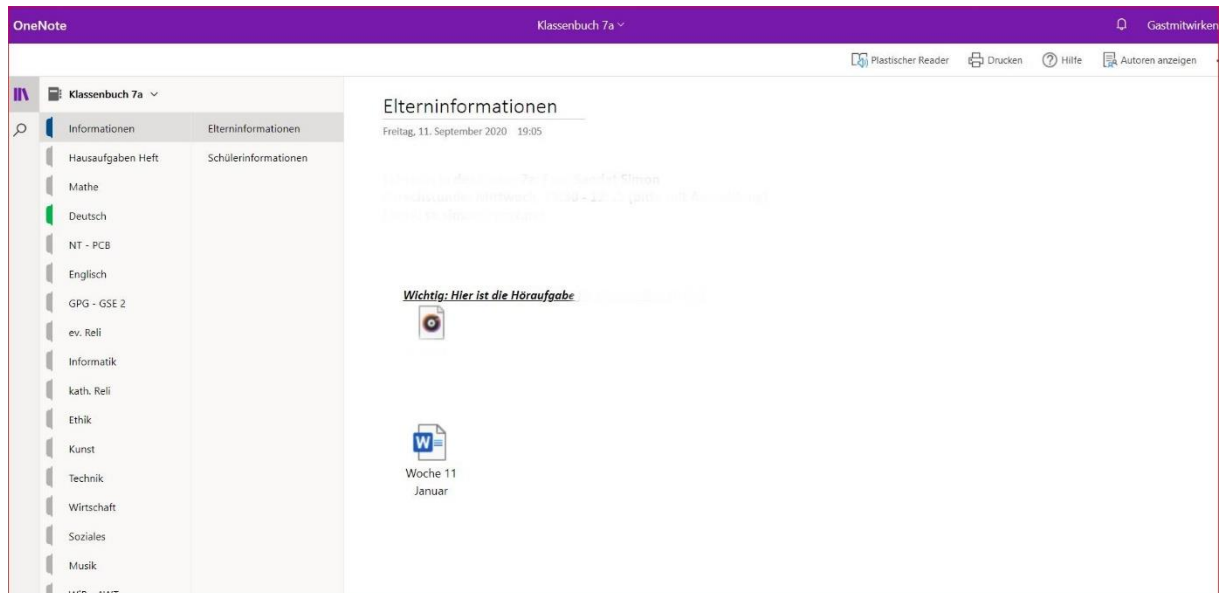 OneNote
Klassenbuch 7a
Gastmitwirken
Plastischer Reader
Drucken
Hilfe
Autoren anzeigen
Klassenbuch 7a
Informationen
Hausaufgaben Heft
Mathe
Deutsch
NT - PCB
Englisch
GPG - GSE 2
ev. Reli
Informatik
kath. Reli
Ethik
Kunst
Technik
Wirtschaft
Soziales
Musik
Elterninformationen
Schülerinformationen
Elterninformationen
Freitag, 11. September 2020 19:05
Simon
Wichtig: Hier ist die Höraufgabe
Woche 11
Januar